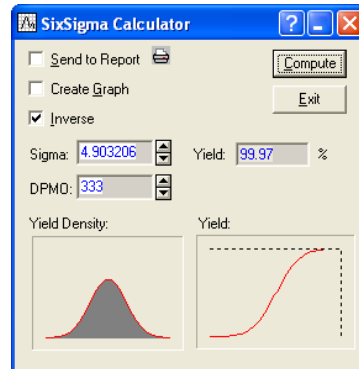 SixSigma Calculator
Send to Report
Compute
Create Graph
Exit
Inverse
Sigma: 4.903206 Yield: 99.97 %
DPMO: 333
Yield Density: Yield: